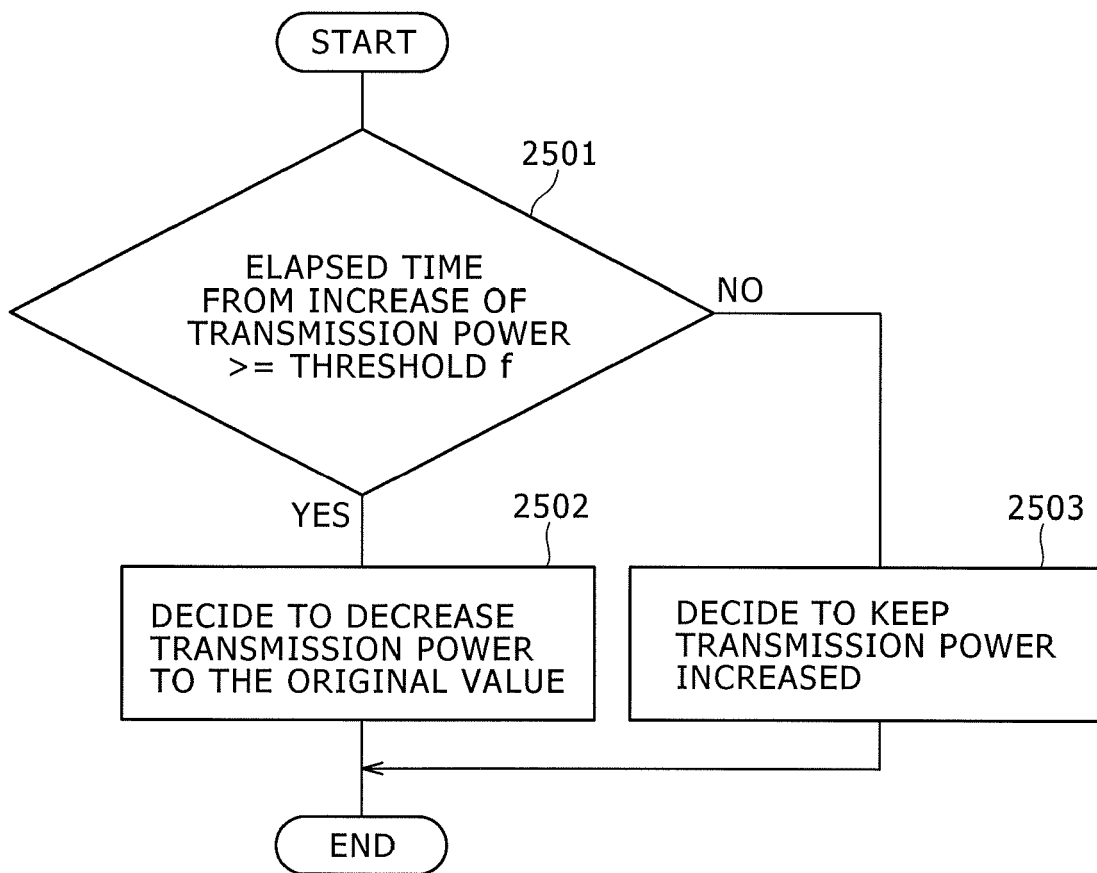 START
2501
ELAPSED TIME
FROM INCREASE OF
TRANSMISSION POWER
>= THRESHOLD f
NO
YES
2502
DECIDE TO DECREASE
TRANSMISSION POWER
TO THE ORIGINAL VALUE
2503
DECIDE TO KEEP
TRANSMISSION POWER
INCREASED
END